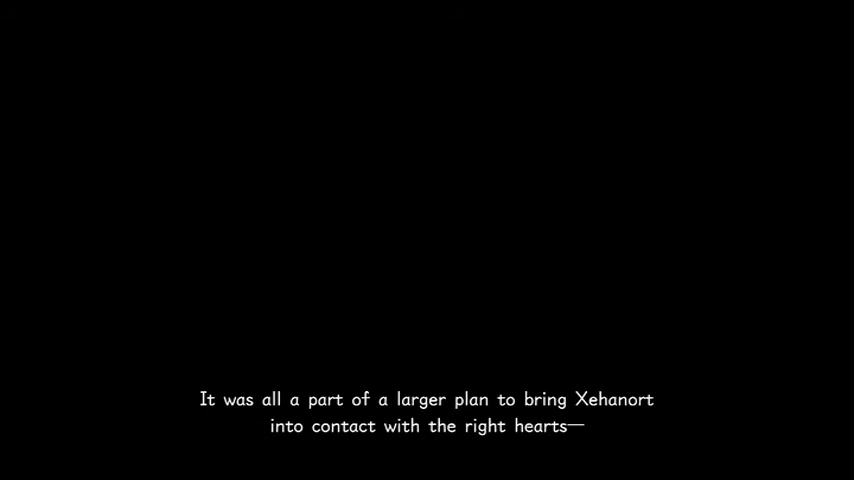 It was all a part of a larger plan to bring Xehanort
into contact with the right hearts—